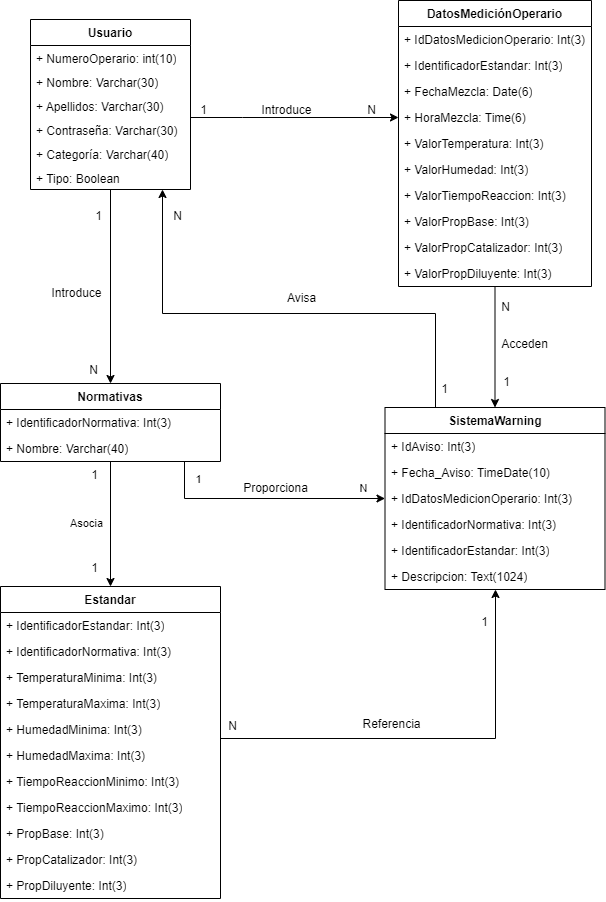 Usuario
+ NumeroOperario: int(10)
+ Nombre: Varchar(30)
+ Apellidos: Varchar(30)
+ Contraseña: Varchar(30)
+ Categoría: Varchar(40)
+ Tipo: Boolean
1
Introduce
N
DatosMediciónOperario
+ IdDatosMedicionOperario: Int(3)
+ IdentificadorEstandar: Int(3)
+ FechaMezcla: Date(6)
+ HoraMezcla: Time(6)
+ ValorTemperatura: Int(3)
+ ValorHumedad: Int(3)
+ ValorTiempoReaccion: Int(3)
+ ValorPropBase: Int(3)
+ ValorPropCatalizador: Int(3)
+ ValorPropDiluyente: Int(3)
1
Introduce
N
N
Avisa
1
N
Acceden
1
Normativas
+ IdentificadorNormativa: Int(3)
+ Nombre: Varchar(40)
1
Proporciona
N
SistemaWarning
+ IdAviso: Int(3)
+ Fecha_Aviso: TimeDate(10)
+ IdDatosMedicionOperario: Int(3)
+ IdentificadorNormativa: Int(3)
+ IdentificadorEstandar: Int(3)
+ Descripcion: Text(1024)
1
Asocia
1
Estandar
+ IdentificadorEstandar: Int(3)
+ IdentificadorNormativa: Int(3)
+ TemperaturaMinima: Int(3)
+ TemperaturaMaxima: Int(3)
+ HumedadMinima: Int(3)
+ HumedadMaxima: Int(3)
+ TiempoReaccionMinimo: Int(3)
+ TiempoReaccionMaximo: Int(3)
+ PropBase: Int(3)
+ PropCatalizador: Int(3)
+ PropDiluyente: Int(3)
N
Referencia
1